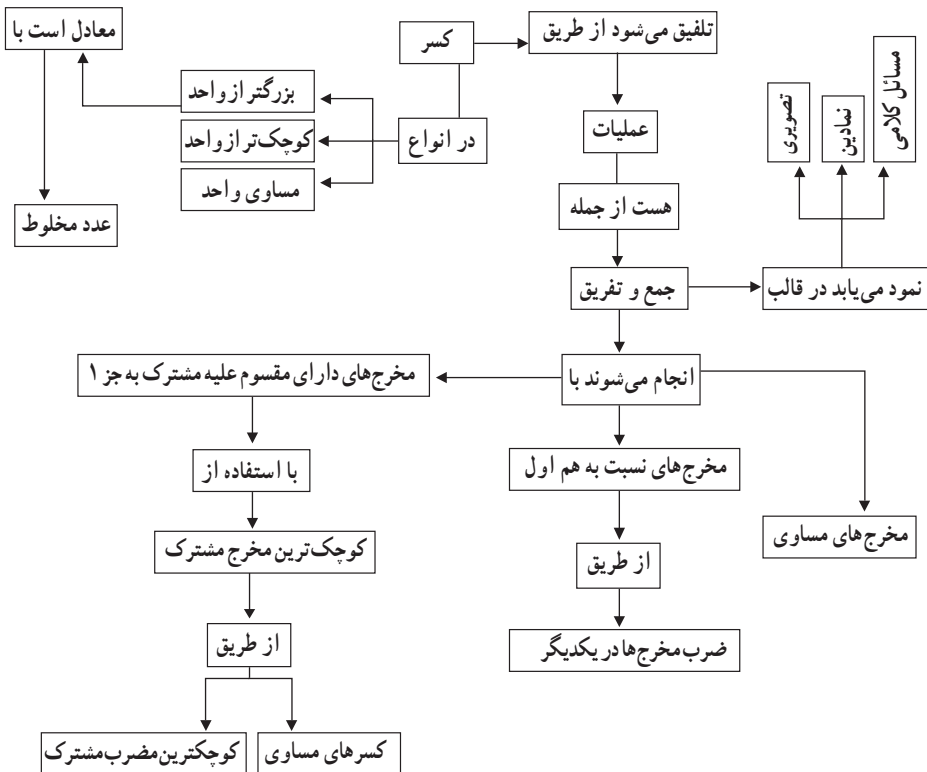 معادل است با
کسر
تلفیق می‌شود از طریق
بزرگتر از واحد
کوچک‌تر از واحد
مساوی واحد
در انواع
عدد مخلوط
عملیات
هست از جمله
جمع و تفریق
نمود می‌یابد در قالب
مسائل کلامی
نمادین
تصویری
انجام می‌شوند با
مخرج‌های دارای مقسوم علیه مشترک به جز ۱
مخرج‌های نسبت به هم اول
مخرج‌های مساوی
با استفاده از
کوچک‌ترین مخرج مشترک
از طریق
ضرب مخرج‌ها در یکدیگر
از طریق
کسرهای مساوی
کوچکترین مضرب مشترک